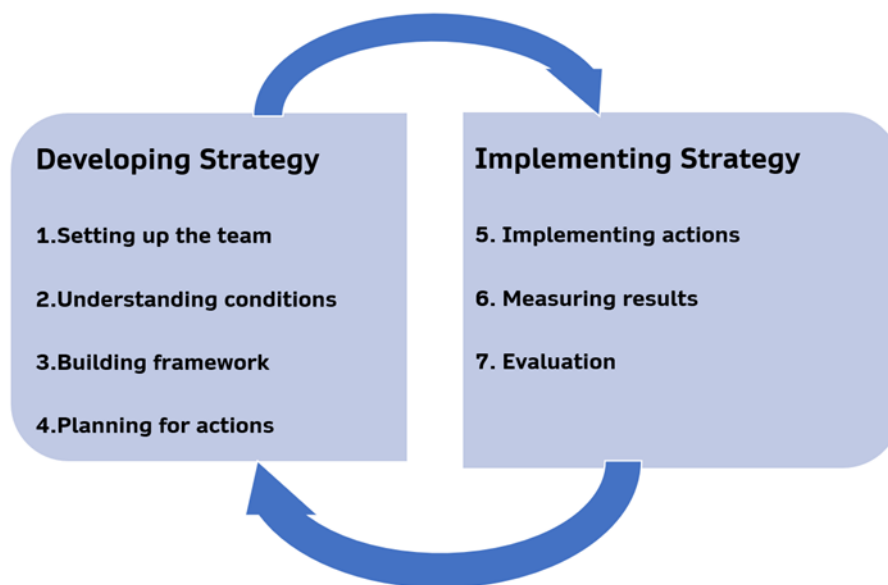 Developing Strategy
1.Setting up the team
2.Understanding conditions
3.Building framework
4.Planning for actions
Implementing Strategy
5. Implementing actions
6. Measuring results
7. Evaluation